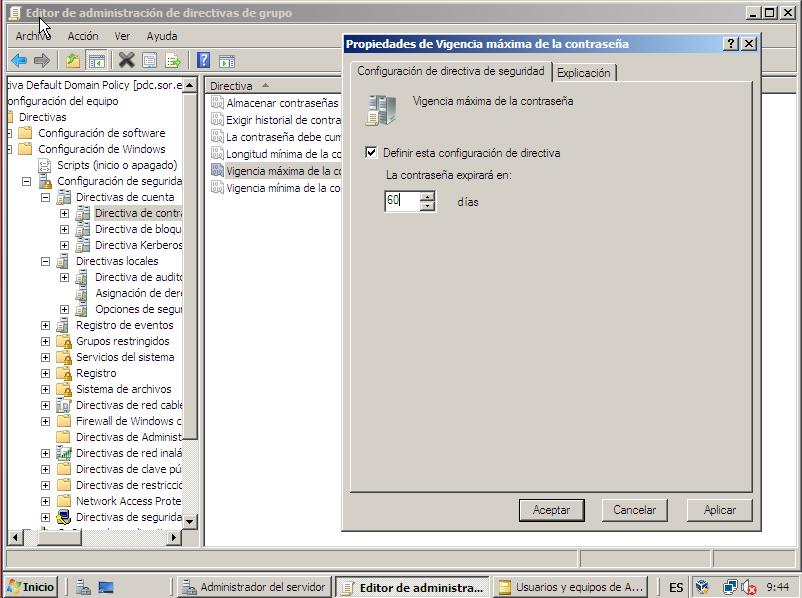 Editor de administración de directivas de grupo
Archivo Acción Ver Ayuda
tiva Default Domain Policy [pdc.sor.e
onfiguración del equipo
Directivas
Configuración de software
Configuración de Windows
Scripts (inicio o apagado)
Configuración de segurida
Directivas de cuenta
Directiva de contra
Directiva de bloqu
Directiva Kerberos
Directivas locales
Directiva de audito
Asignación de dere
Opciones de segur
Registro de eventos
Grupos restringidos
Servicios del sistema
Registro
Sistema de archivos
Directivas de red cable
Firewall de Windows c
Directivas de Administ
Directivas de red inalá
Directivas de clave pú
Directivas de restricció
Network Access Prote
Directivas de segurida
Directiva
Almacenar contraseñas
Exigir historial de contra
La contraseña debe cum
Longitud mínima de la co
Vigencia máxima de la co
Vigencia mínima de la co
Propiedades de Vigencia máxima de la contraseña
Configuración de directiva de seguridad Explicación
Vigencia máxima de la contraseña
Definir esta configuración de directiva
La contraseña expirará en:
60 días
Aceptar Cancelar Aplicar
Inicio Administrador del servidor Editor de administra... Usuarios y equipos de A... ES 9:44